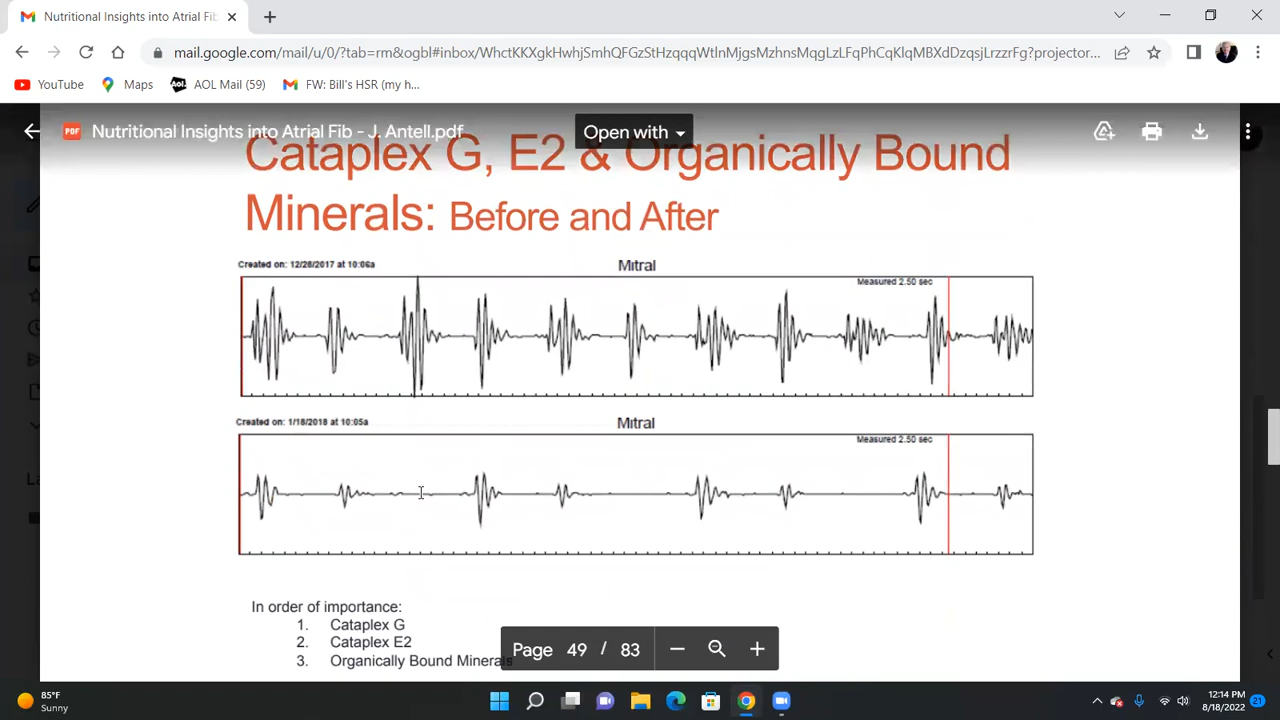 Nutritional Insights into Atrial Fib
mail.google.com/mail/u/0/?tab=rm&ogbl#inbox/WhctKKXgkHwhjSmhQFGzStHzqqqWtlnMjgsMzhnsMqgLzLFqPhCqKlqMBXdDzqsjLrzzrFg?projector...
YouTube Maps AOL Mail (59) FW: Bill's HSR (my h...
PDF Nutritional Insights into Atrial Fib - J. Antell.pdf Open with
Cataplex G, E2 & Organically Bound
Minerals: Before and After
Created on: 12/26/2017 at 10:06a Mitral
Measured 2.50 sec
Created on: 1/18/2018 at 10:05a Mitral
Measured 2.50 sec
In order of importance:
1. Cataplex G
2. Cataplex E2
3. Organically Bound Minerals
Page 49 / 83
85°F
Sunny
12:14 PM
8/18/2022
21